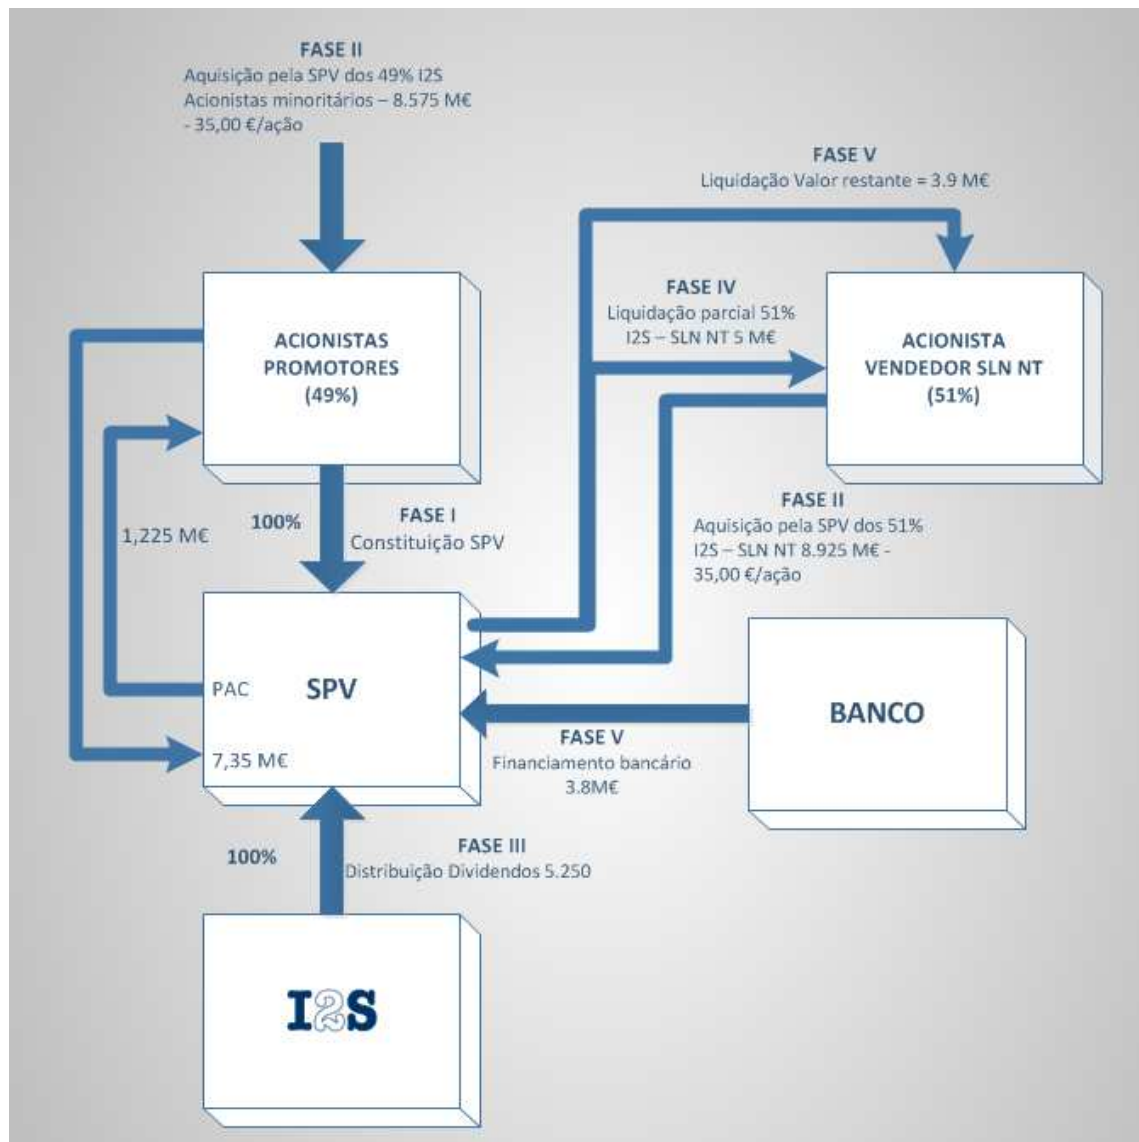 FASE II
Aquisição pela SPV dos 49% I2S
Acionistas minoritários – 8.575 M€
- 35,00 €/ação
FASE V
Liquidação Valor restante = 3.9 M€
FASE IV
Liquidação parcial 51%
I2S – SLN NT 5 M€
ACIONISTAS
PROMOTORES
(49%)
ACIONISTA
VENDEDOR SLN NT
(51%)
1,225 M€
100%
FASE I
Constituição SPV
FASE II
Aquisição pela SPV dos 51%
I2S – SLN NT 8.925 M€ -
35,00 €/ação
PAC
SPV
7,35 M€
BANCO
FASE V
Financiamento bancário
3.8M€
100%
FASE III
Distribuição Dividendos 5.250
I2S